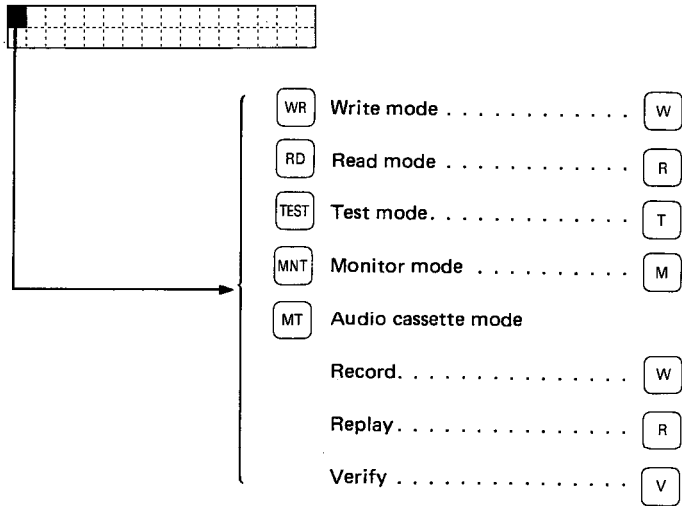 WR Write mode . . . . . . . . . . . . . W
RD Read mode . . . . . . . . . . . . . R
TEST Test mode. . . . . . . . . . . . . . T
MNT Monitor mode . . . . . . . . . . . M
MT Audio cassette mode
Record. . . . . . . . . . . . . . . . W
Replay. . . . . . . . . . . . . . . . R
Verify . . . . . . . . . . . . . . . . V